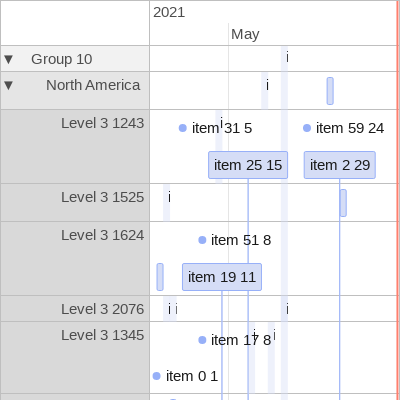 2021
May
▼ Group 10 i
▼ North America i
Level 3 1243 item 31 5 i item 59 24
item 25 15 item 2 29
Level 3 1525 i
Level 3 1624 item 51 8
item 19 11
Level 3 2076 i i i
Level 3 1345 item 17 8 i i
item 0 1